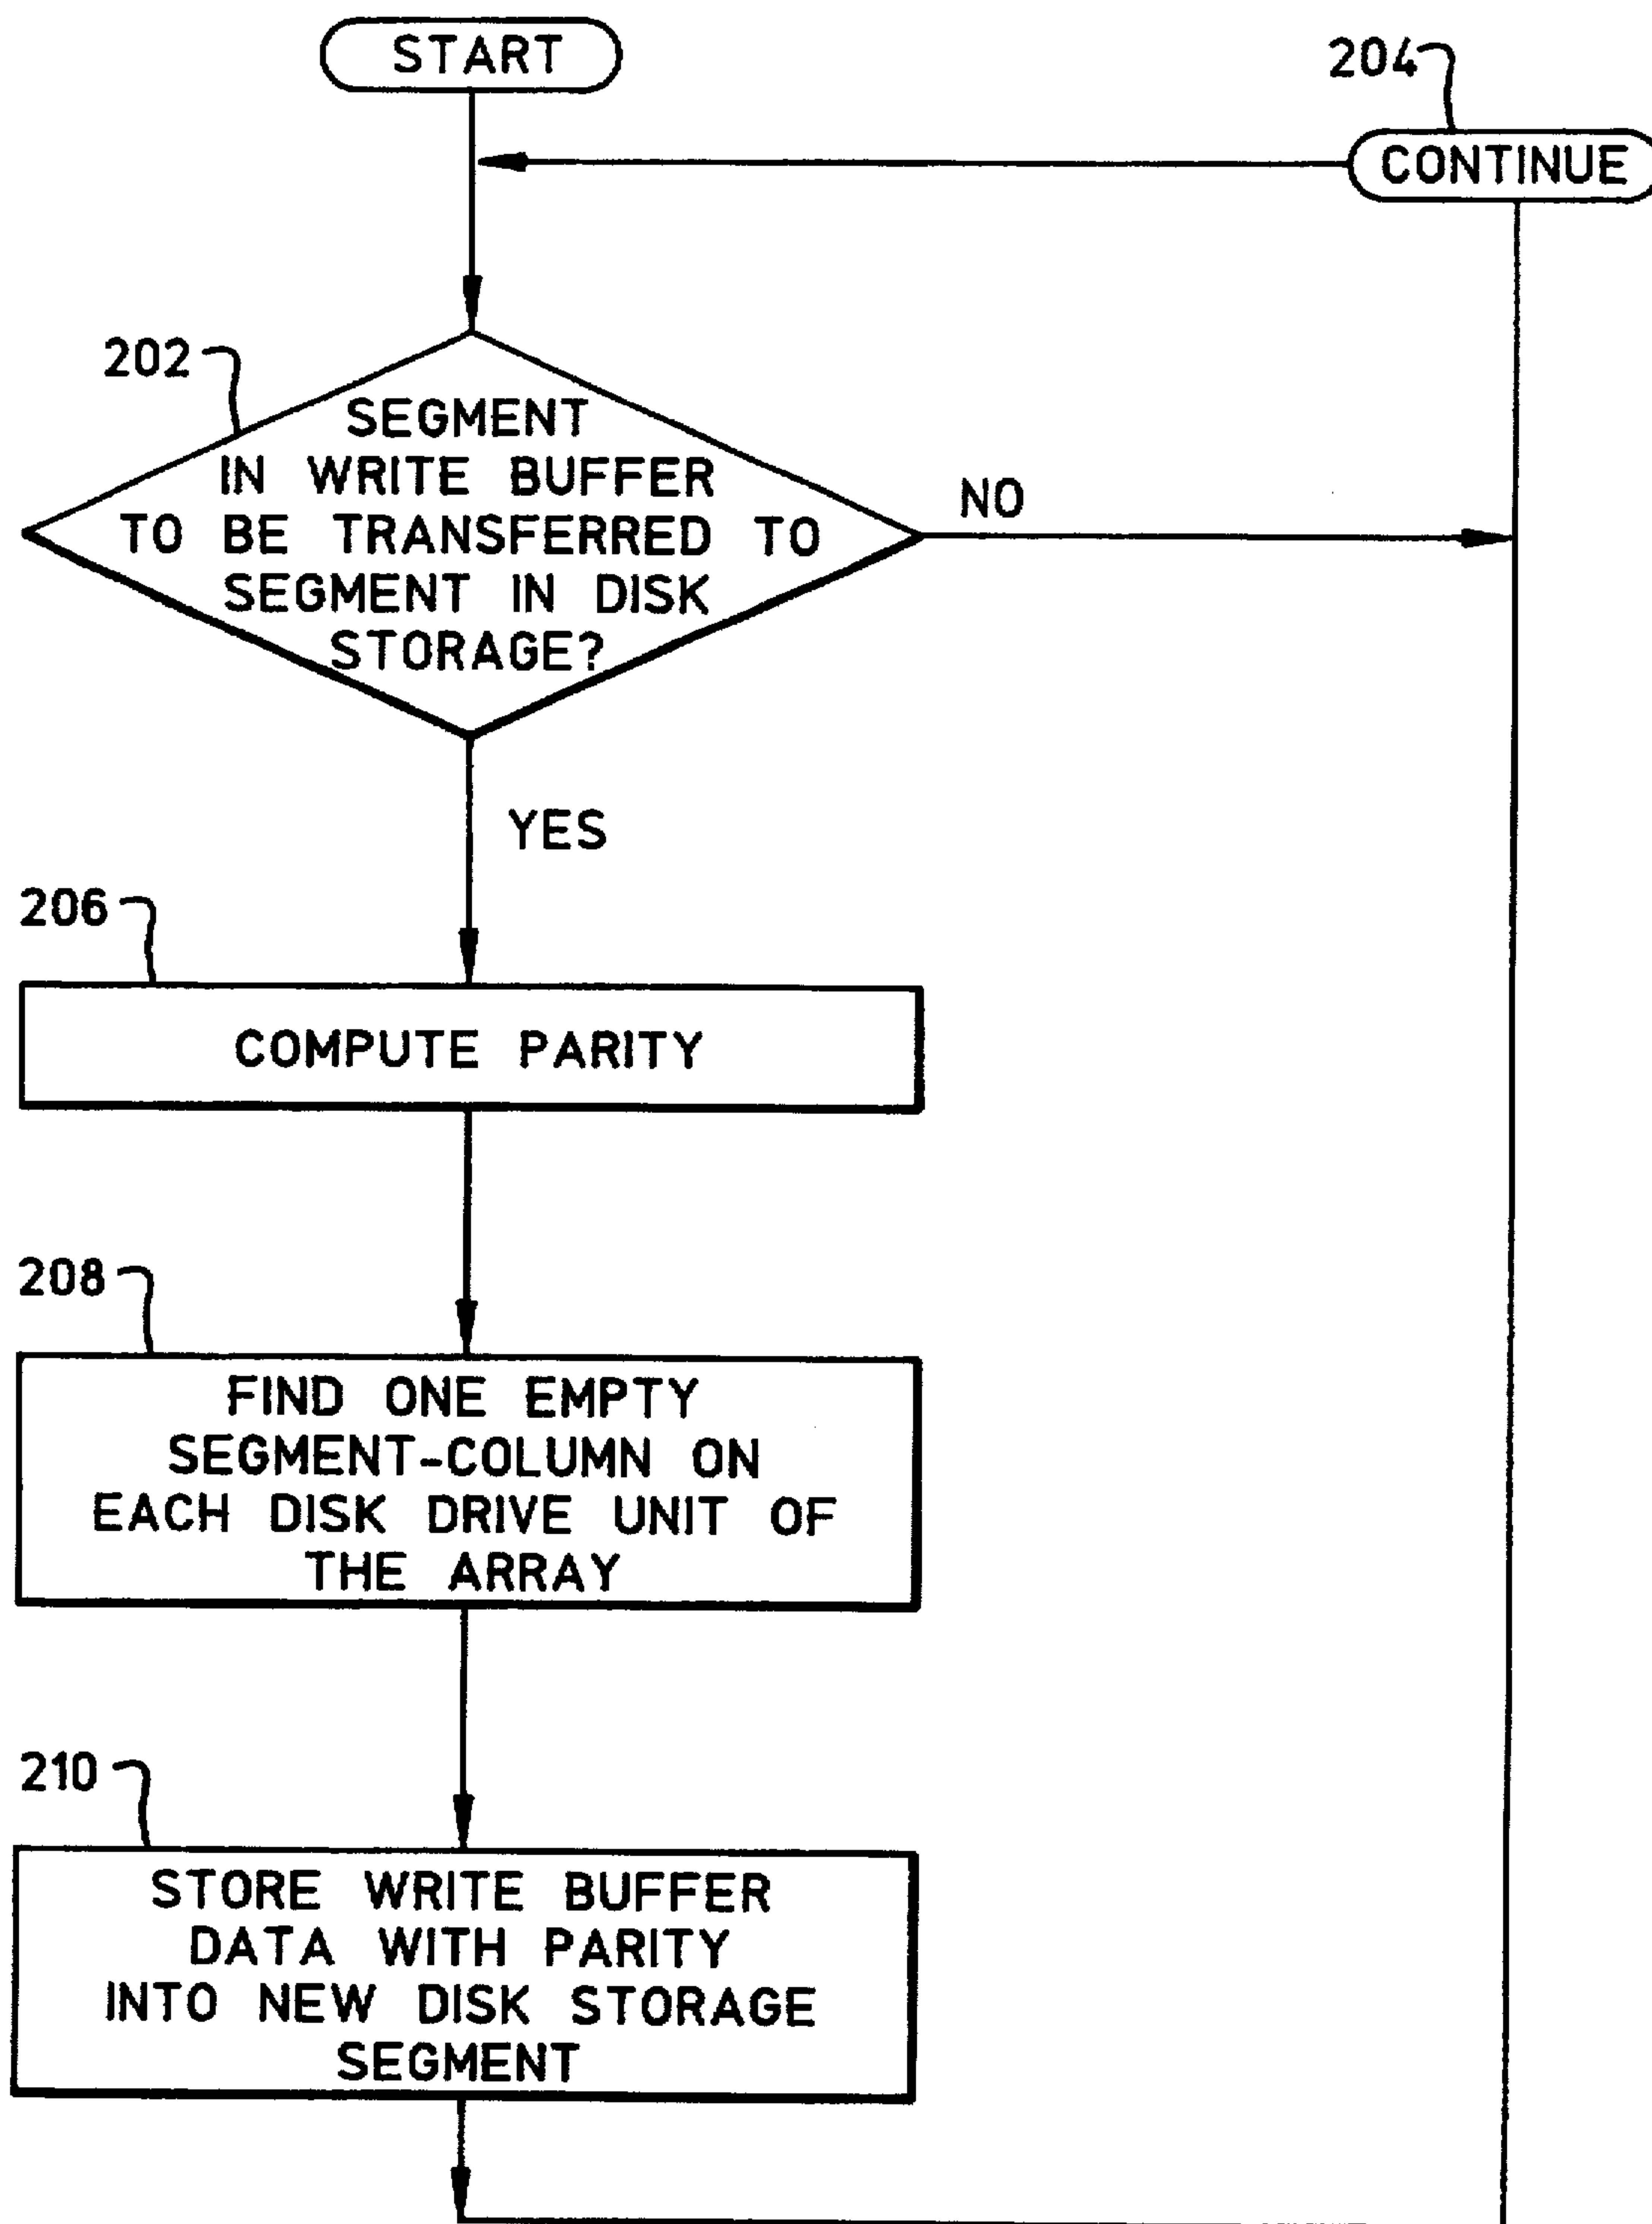 START
204
CONTINUE
202
SEGMENT
IN WRITE BUFFER
TO BE TRANSFERRED TO
SEGMENT IN DISK
STORAGE?
NO
YES
206
COMPUTE PARITY
208
FIND ONE EMPTY
SEGMENT-COLUMN ON
EACH DISK DRIVE UNIT OF
THE ARRAY
210
STORE WRITE BUFFER
DATA WITH PARITY
INTO NEW DISK STORAGE
SEGMENT